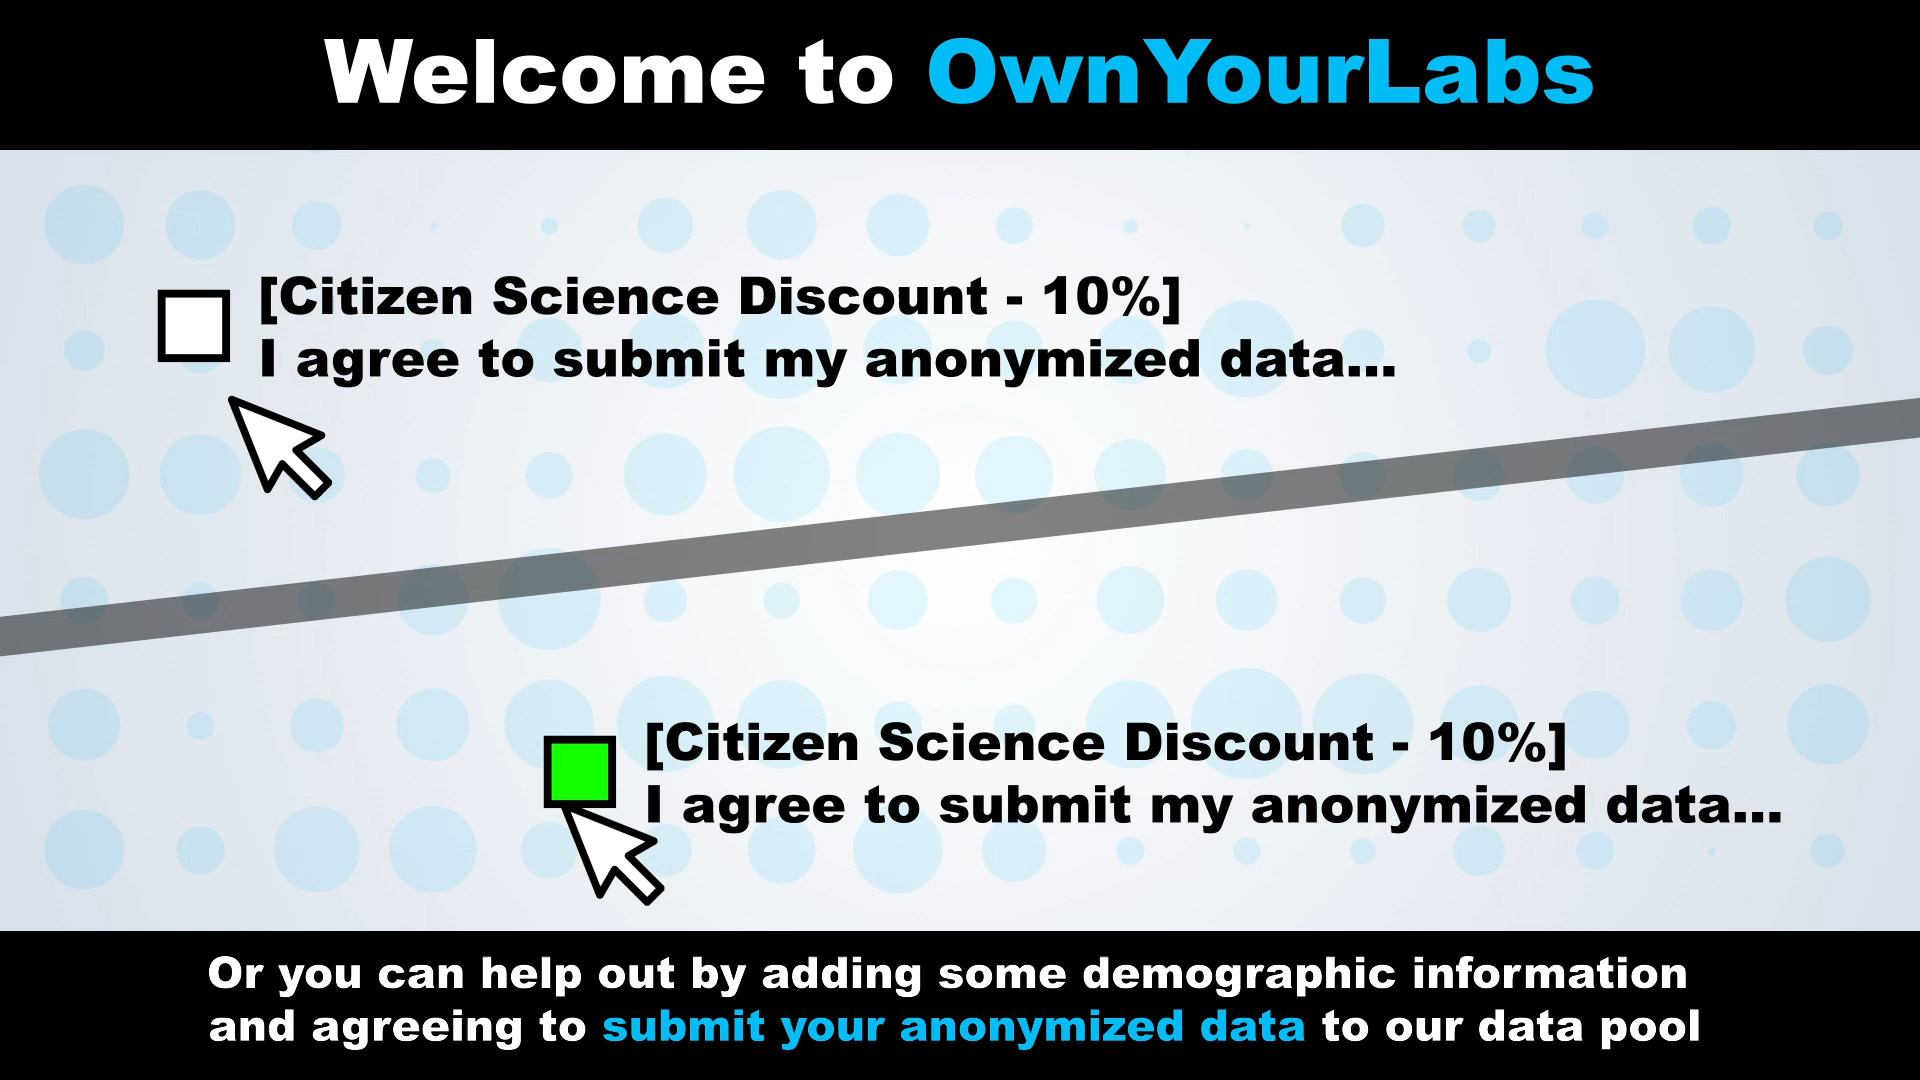 Welcome to OwnYourLabs
[Citizen Science Discount - 10%]
I agree to submit my anonymized data...
[Citizen Science Discount - 10%]
I agree to submit my anonymized data...
Or you can help out by adding some demographic information
and agreeing to submit your anonymized data to our data pool